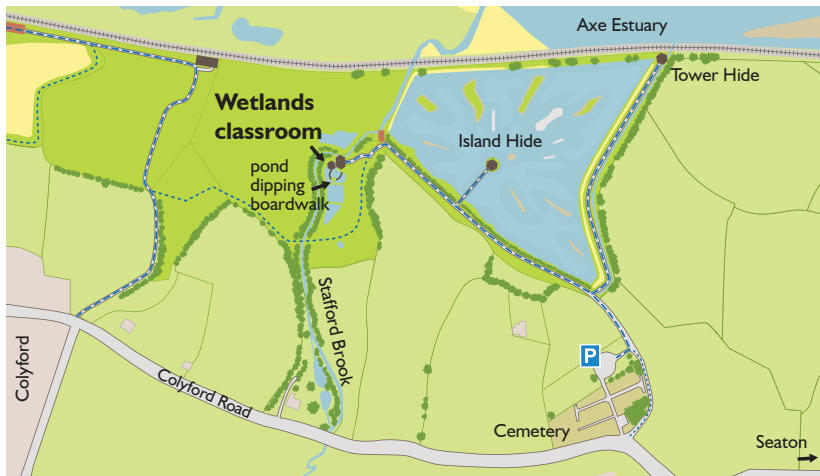 Axe Estuary
Tower Hide
Wetlands
classroom
Island Hide
pond
dipping
boardwalk
Stafford Brook
P
Colyford
Colyford Road
Cemetery
Seaton